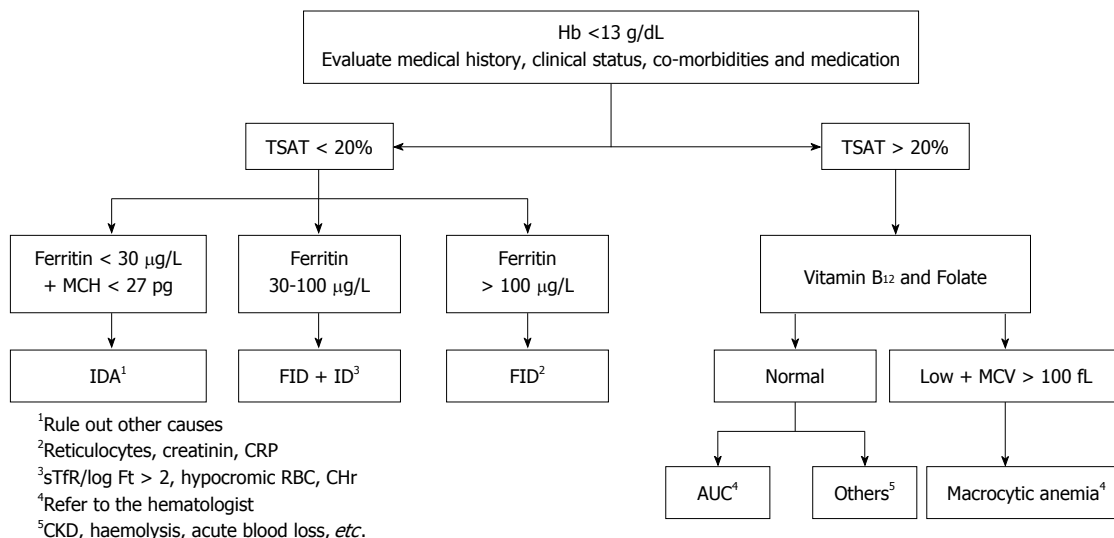 Hb <13 g/dL
Evaluate medical history, clinical status, co-morbidities and medication
TSAT < 20%
TSAT > 20%
Ferritin < 30 μg/L
+ MCH < 27 pg
Ferritin
30-100 μg/L
Ferritin
> 100 μg/L
Vitamin B₁₂ and Folate
IDA¹
FID + ID³
FID²
Normal
Low + MCV > 100 fL
AUC⁴
Others⁵
Macrocytic anemia⁴
¹Rule out other causes
²Reticulocytes, creatinin, CRP
³sTfR/log Ft > 2, hypocromic RBC, CHr
⁴Refer to the hematologist
⁵CKD, haemolysis, acute blood loss, etc.